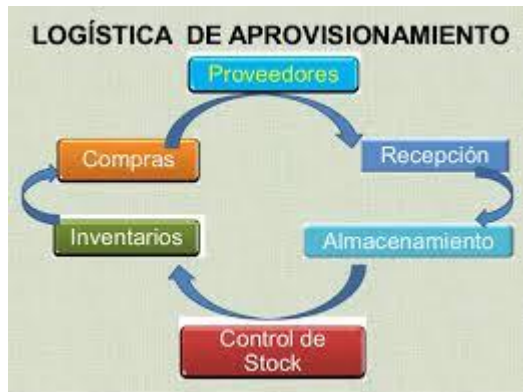 LOGÍSTICA DE APROVISIONAMIENTO
Proveedores
Compras
Recepción
Inventarios
Almacenamiento
Control de
Stock